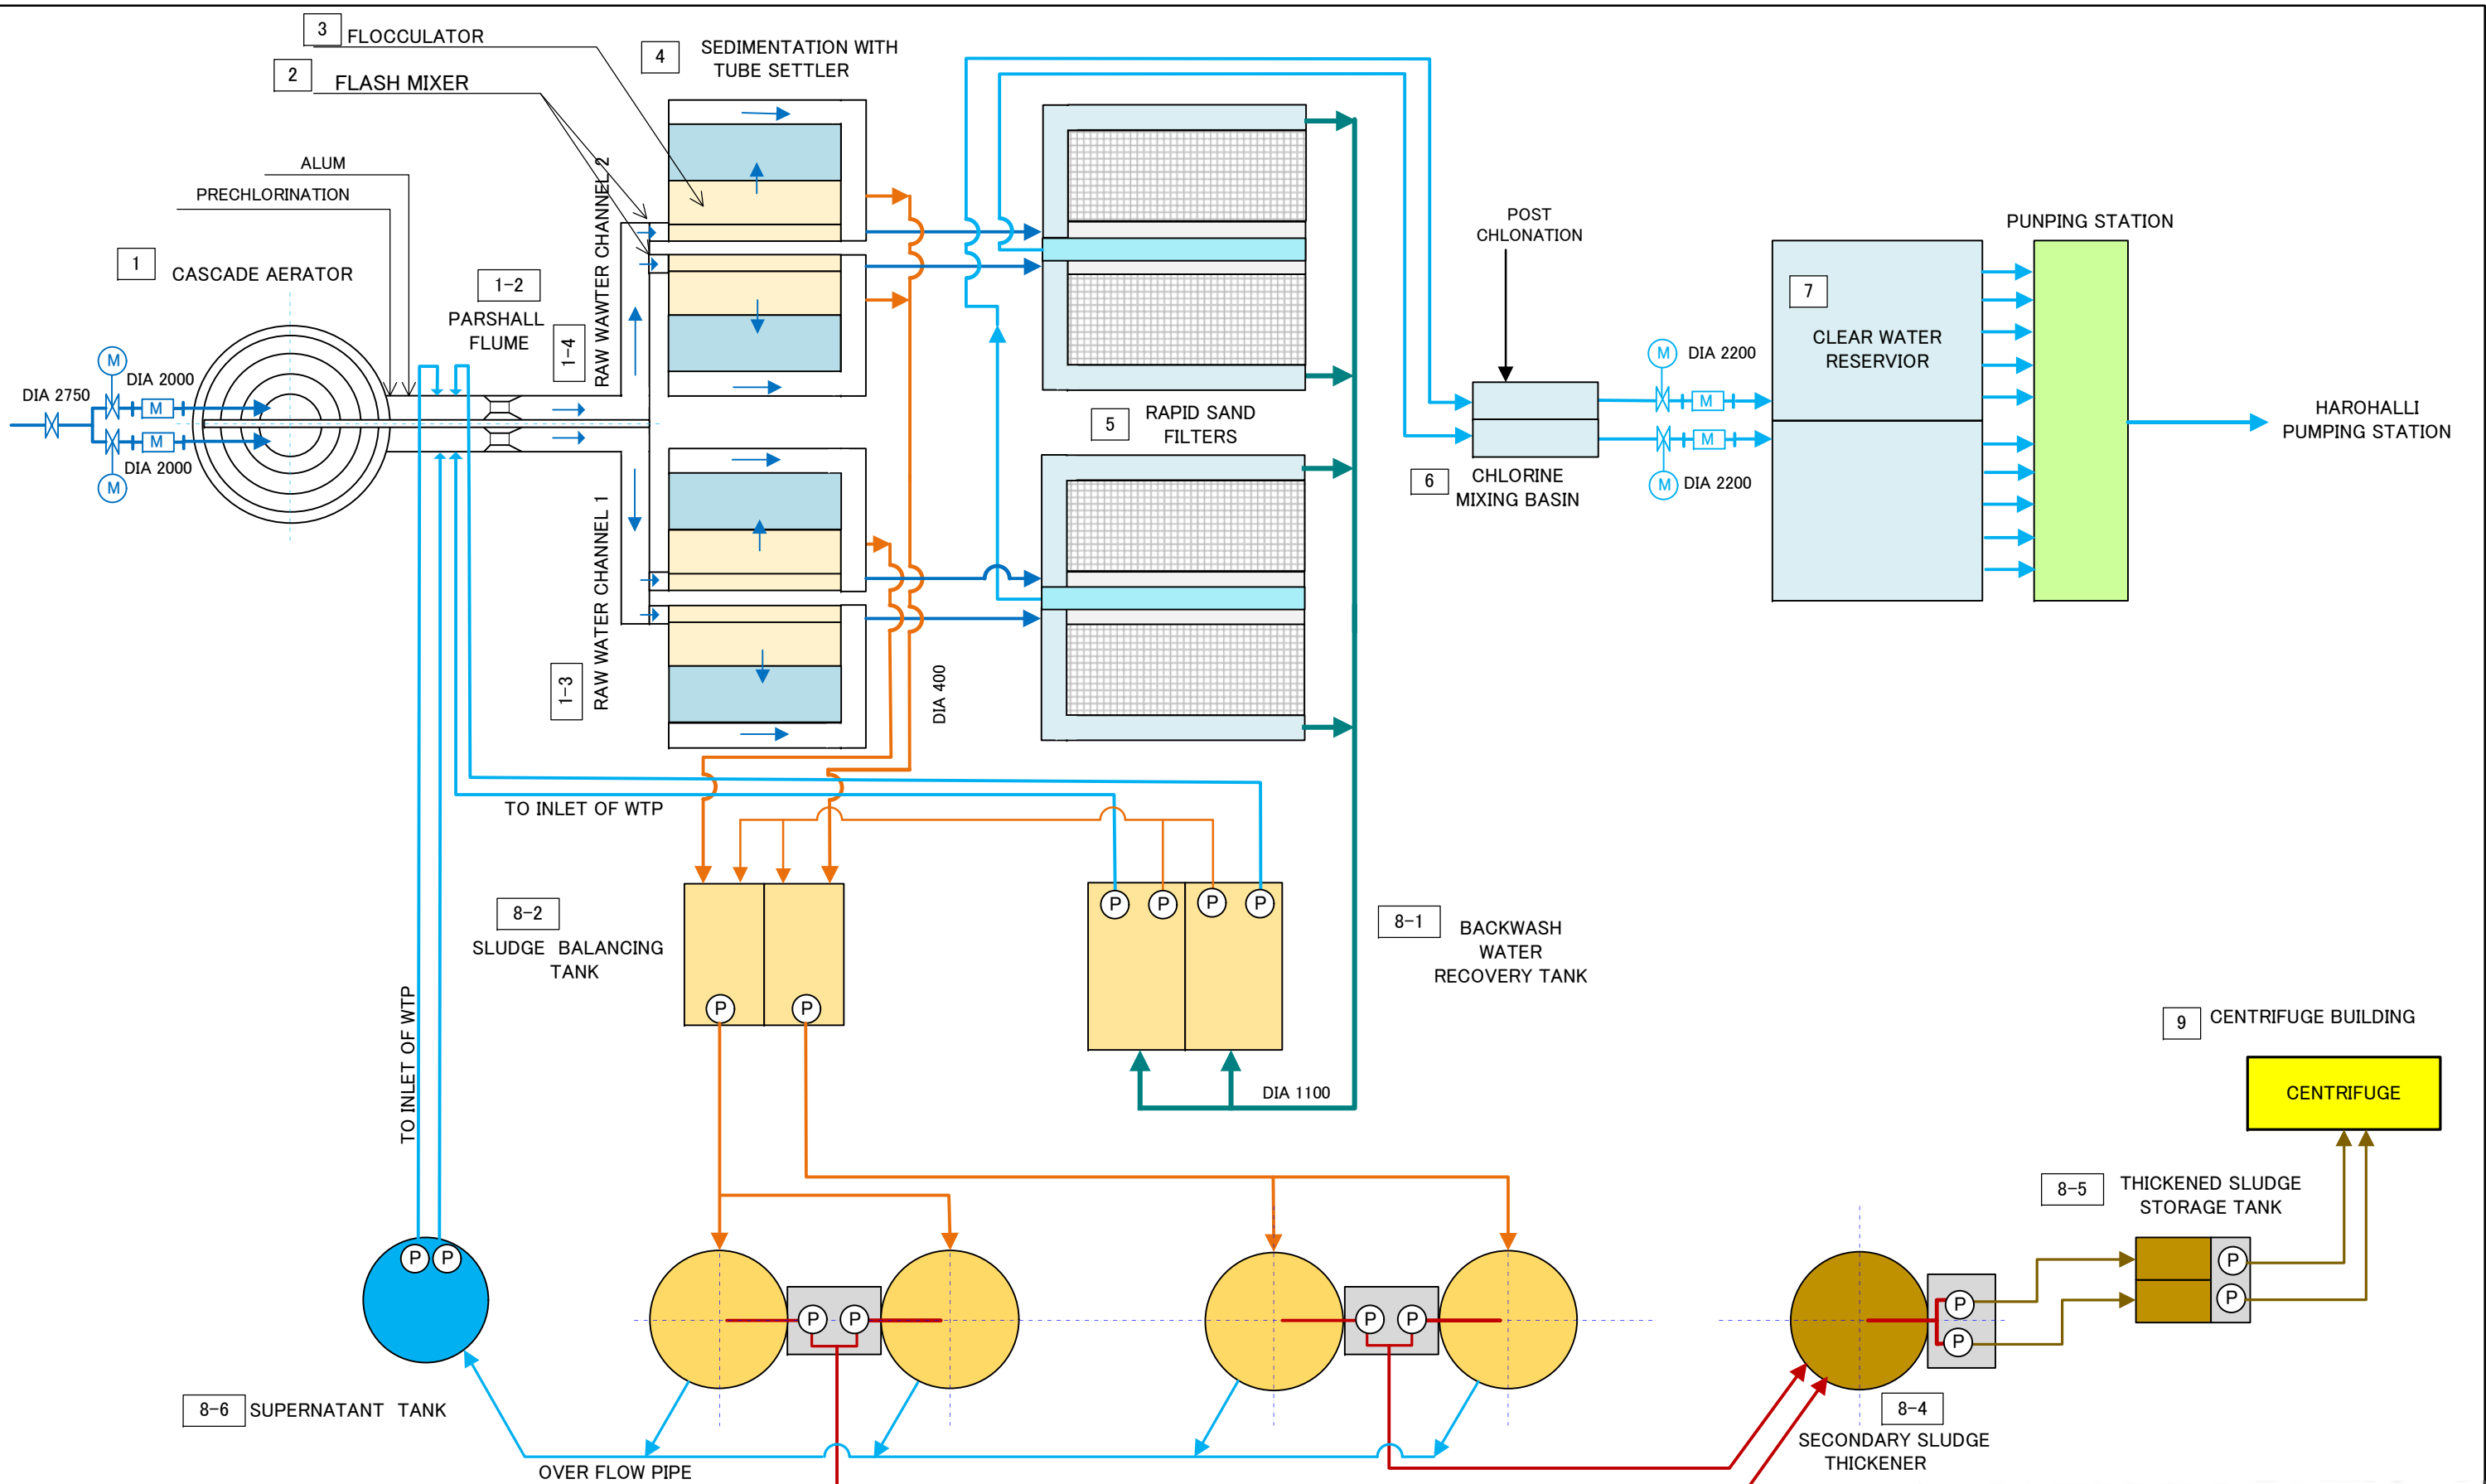 3
FLOCCULATOR
2
FLASH MIXER
4
SEDIMENTATION WITH
TUBE SETTLER
ALUM
PRECHLORINATION
1
CASCADE AERATOR
1-2
PARSHALL
FLUME
1-4
RAW WAWTER CHANNEL 2
DIA 2750
M
DIA 2000
M
M
DIA 2000
M
1-3
RAW WATER CHANNEL 1
5
RAPID SAND
FILTERS
POST
CHLONATION
6
CHLORINE
MIXING BASIN
M
DIA 2200
M
M
M
DIA 2200
7
CLEAR WATER
RESERVIOR
PUNPING STATION
HAROHALLI
PUMPING STATION
DIA 400
TO INLET OF WTP
8-2
SLUDGE BALANCING
TANK
P
P
P
P
P
P
8-1
BACKWASH
WATER
RECOVERY TANK
DIA 1100
TO INLET OF WTP
9
CENTRIFUGE BUILDING
CENTRIFUGE
8-5
THICKENED SLUDGE
STORAGE TANK
P
P
P
P
P
P
P
P
P
P
8-6
SUPERNATANT TANK
OVER FLOW PIPE
8-4
SECONDARY SLUDGE
THICKENER